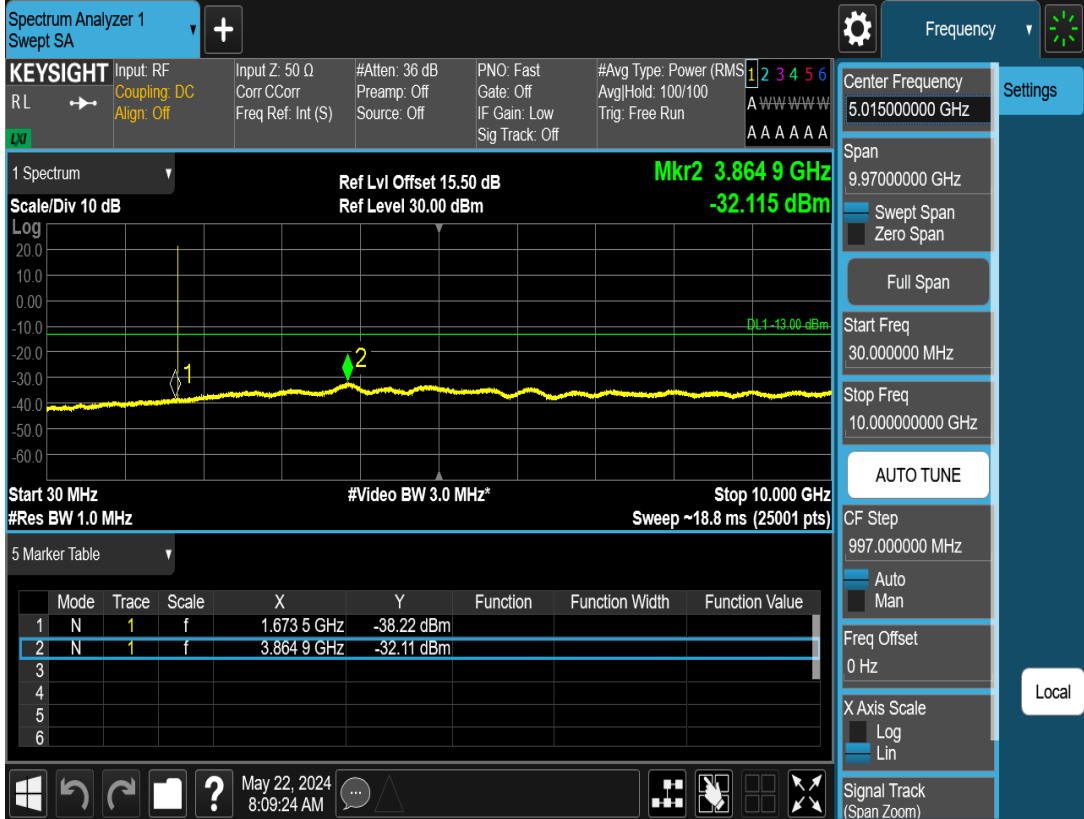 Spectrum Analyzer 1
Swept SA
Frequency
KEYSIGHT
RL
LXI
Input: RF
Coupling: DC
Align: Off
Input Z: 50 Ω
Corr CCorr
Freq Ref: Int (S)
#Atten: 36 dB
Preamp: Off
Source: Off
PNO: Fast
Gate: Off
IF Gain: Low
Sig Track: Off
#Avg Type: Power (RMS
Avg|Hold: 100/100
Trig: Free Run
1 2 3 4 5 6
A W W W W W
A A A A A A
1 Spectrum
Scale/Div 10 dB
Ref Lvl Offset 15.50 dB
Ref Level 30.00 dBm
Mkr2 3.864 9 GHz
-32.115 dBm
Log
20.0
10.0
0.00
-10.0
-20.0
-30.0
-40.0
-50.0
-60.0
DL1 -13.00 dBm
1
2
Start 30 MHz
#Video BW 3.0 MHz*
Stop 10.000 GHz
#Res BW 1.0 MHz
Sweep ~18.8 ms (25001 pts)
5 Marker Table
Mode Trace Scale X Y Function Function Width Function Value
1 N 1 f 1.673 5 GHz -38.22 dBm
2 N 1 f 3.864 9 GHz -32.11 dBm
3
4
5
6
May 22, 2024
8:09:24 AM
Center Frequency
5.015000000 GHz
Span
9.97000000 GHz
Swept Span
Zero Span
Full Span
Start Freq
30.000000 MHz
Stop Freq
10.000000000 GHz
AUTO TUNE
CF Step
997.000000 MHz
Auto
Man
Freq Offset
0 Hz
X Axis Scale
Log
Lin
Signal Track
(Span Zoom)
Settings
Local